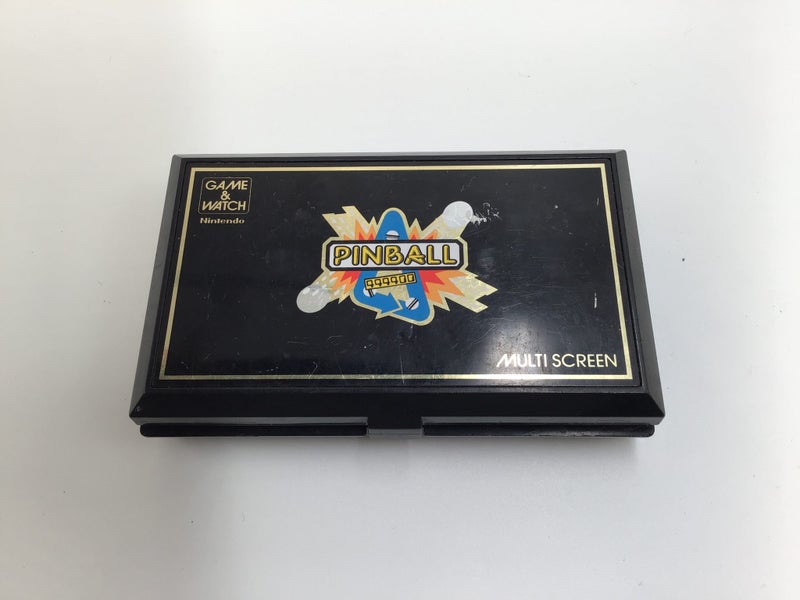 GAME
&
WATCH
Nintendo
PINBALL
MULTI SCREEN